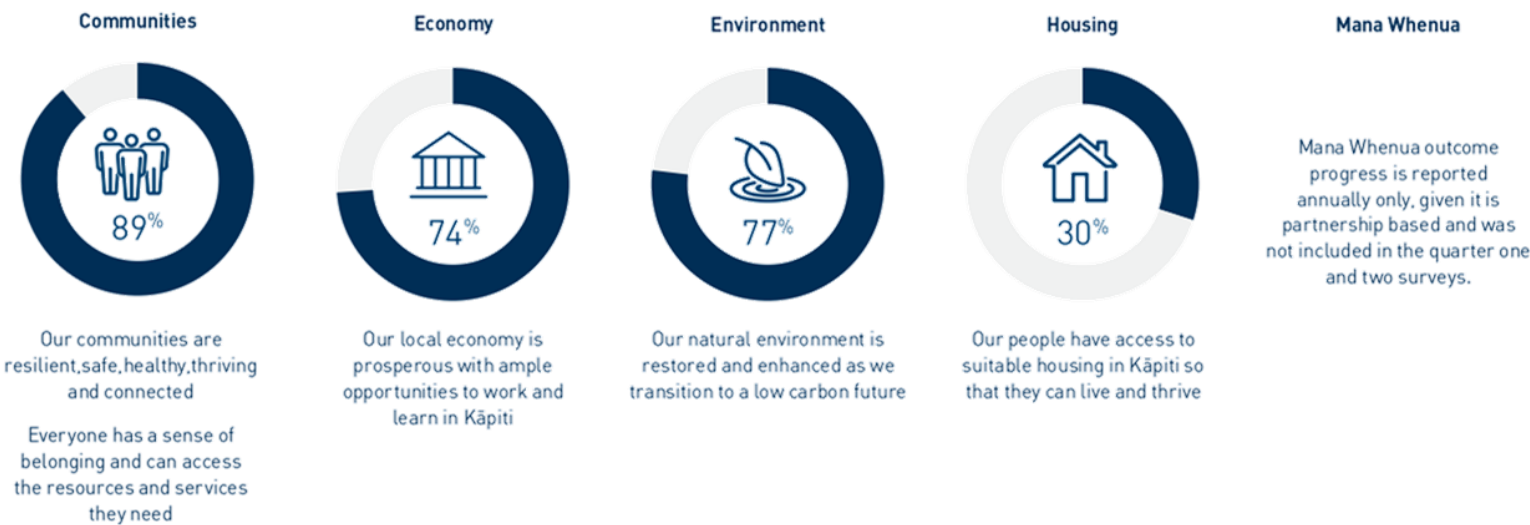 Communities
89%
Our communities are
resilient,safe,healthy,thriving
and connected
Everyone has a sense of
belonging and can access
the resources and services
they need
Economy
74%
Our local economy is
prosperous with ample
opportunities to work and
learn in Kāpiti
Environment
77%
Our natural environment is
restored and enhanced as we
transition to a low carbon future
Housing
30%
Our people have access to
suitable housing in Kāpiti so
that they can live and thrive
Mana Whenua
Mana Whenua outcome
progress is reported
annually only, given it is
partnership based and was
not included in the quarter one
and two surveys.